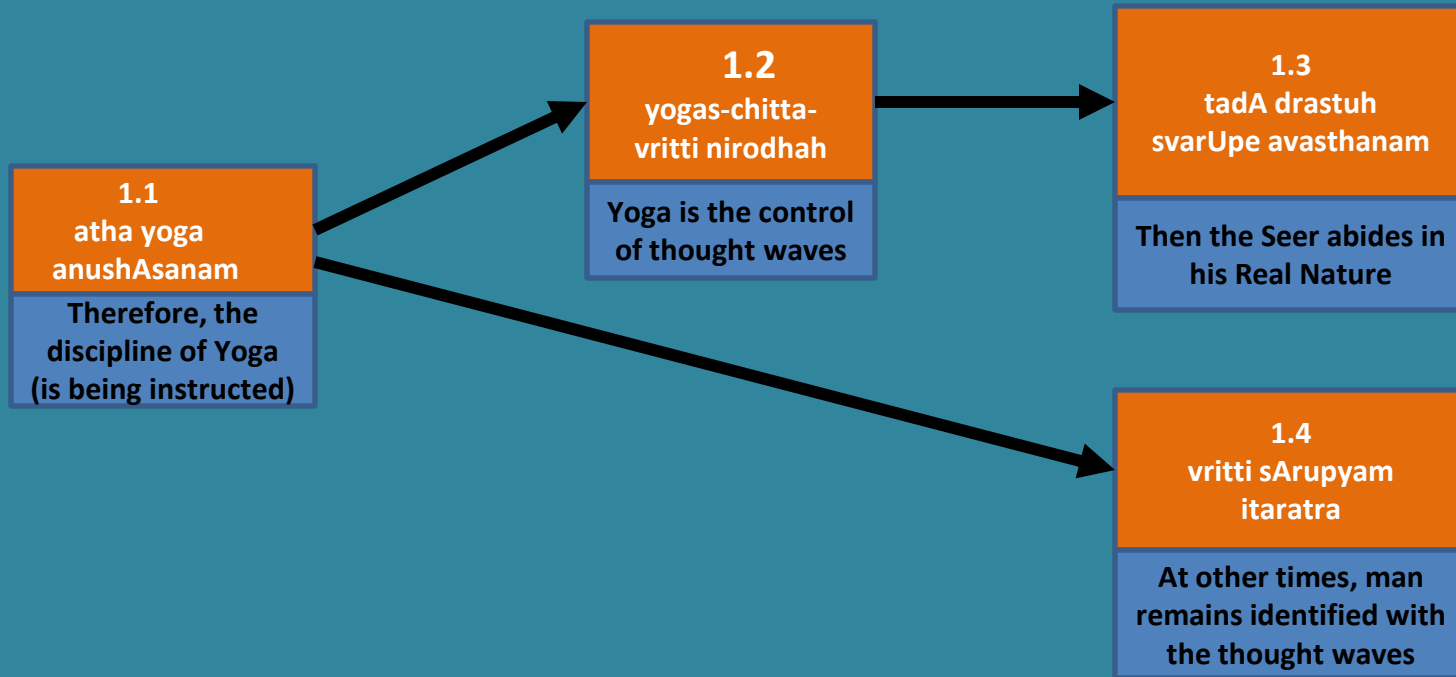 1.1
atha yoga
anushAsanam
Therefore, the
discipline of Yoga
(is being instructed)
1.2
yogas-chitta-
vritti nirodhah
Yoga is the control
of thought waves
1.3
tadA drastuh
svarUpe avasthanam
Then the Seer abides in
his Real Nature
1.4
vritti sArupyam
itaratra
At other times, man
remains identified with
the thought waves